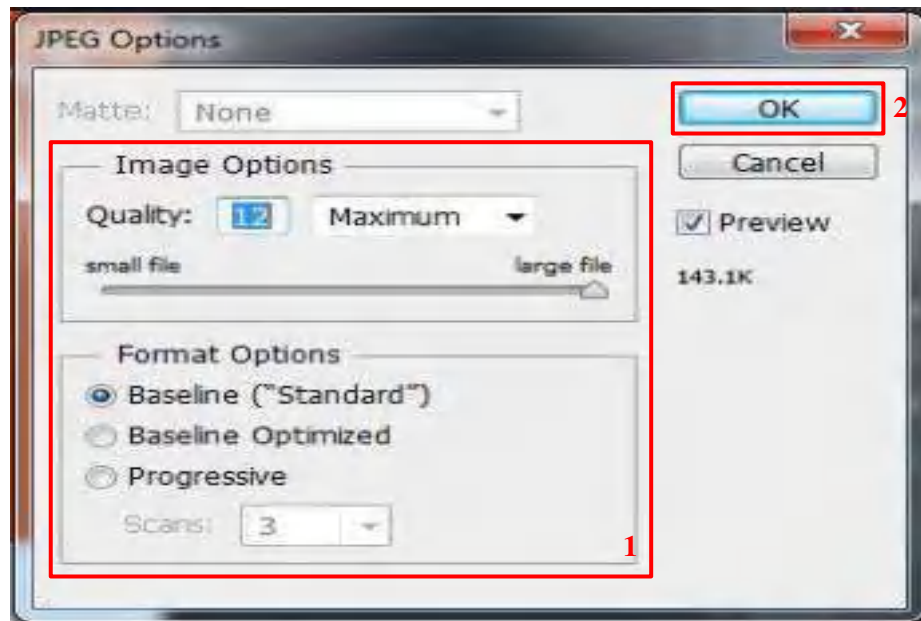 JPEG Options
Matte: None
OK 2
Image Options
Cancel
Quality: 12 Maximum
Preview
small file large file
143.1K
Format Options
Baseline ("Standard")
Baseline Optimized
Progressive
Scans: 3
1